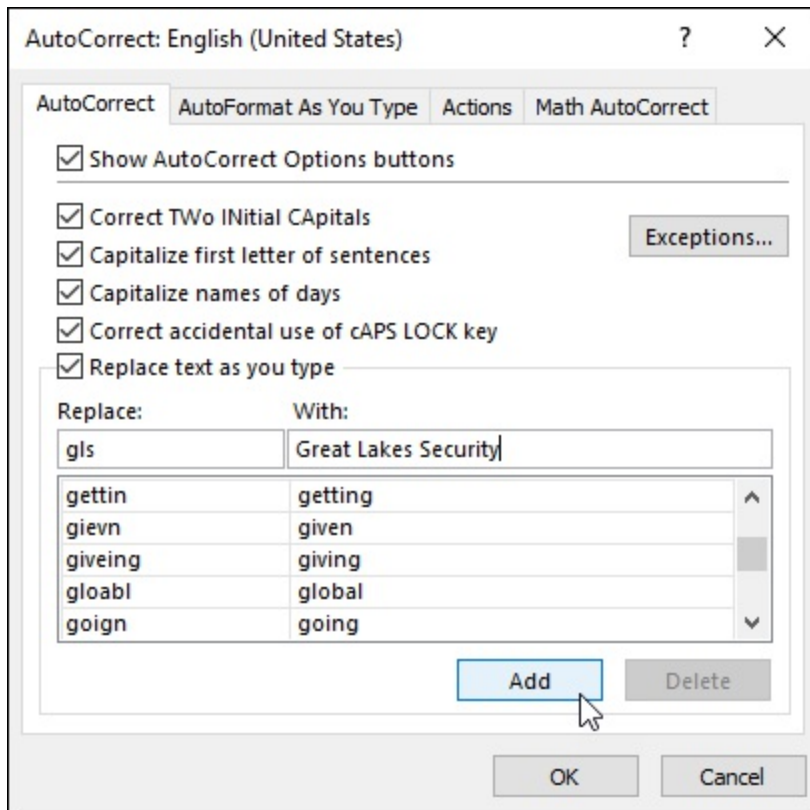 AutoCorrect: English (United States) ?
AutoCorrect AutoFormat As You Type Actions Math AutoCorrect
Show AutoCorrect Options buttons
Correct TWo INitial CApitals
Exceptions...
Capitalize first letter of sentences
Capitalize names of days
Correct accidental use of cAPS LOCK key
Replace text as you type
Replace: With:
gls Great Lakes Security
gettin getting
gievn given
giveing giving
gloabl global
goign going
Add Delete
OK Cancel